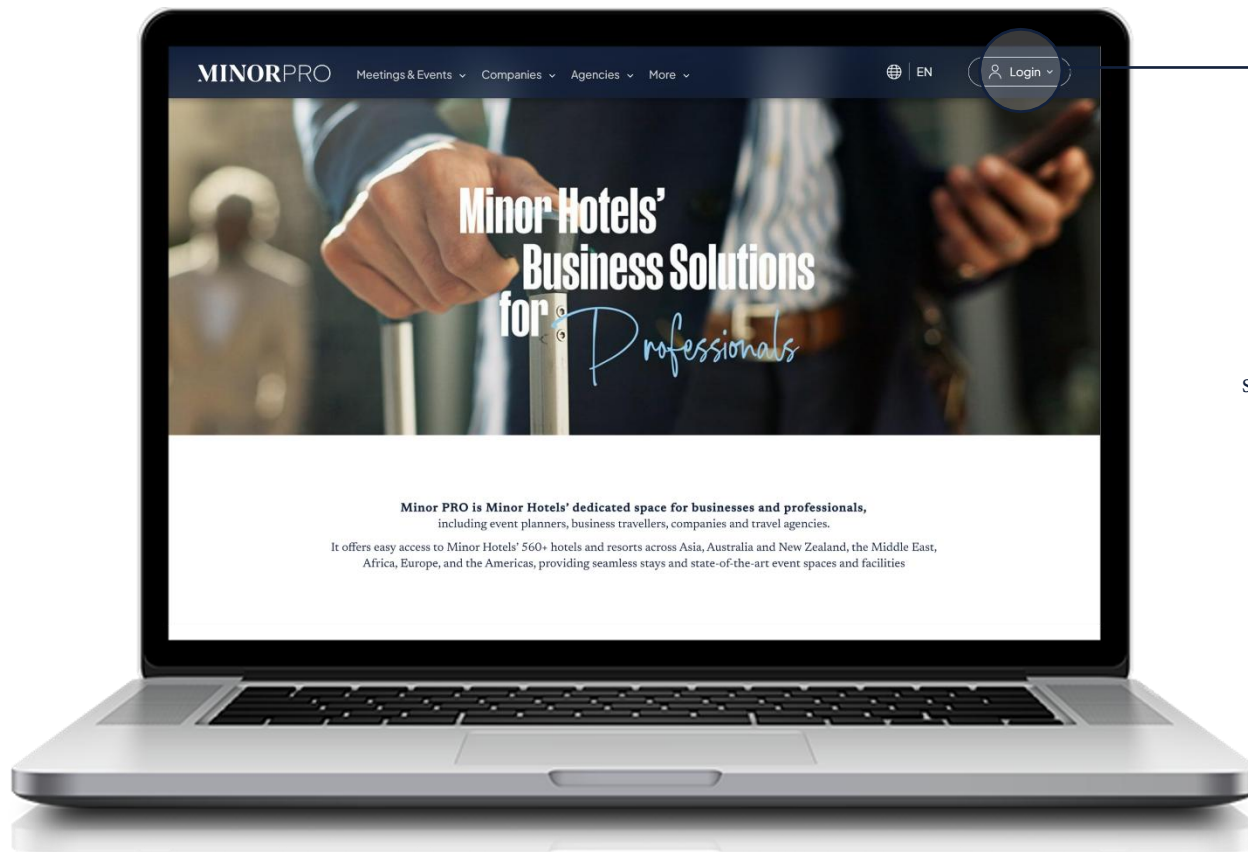 MINORPRO Meetings & Events Companies Agencies More EN Login
Minor Hotels'
Business Solutions
for Professionals
Minor PRO is Minor Hotels' dedicated space for businesses and professionals,
including event planners, business travellers, companies and travel agencies.
It offers easy access to Minor Hotels' 560+ hotels and resorts across Asia, Australia and New Zealand, the Middle East,
Africa, Europe, and the Americas, providing seamless stays and state-of-the-art event spaces and facilities